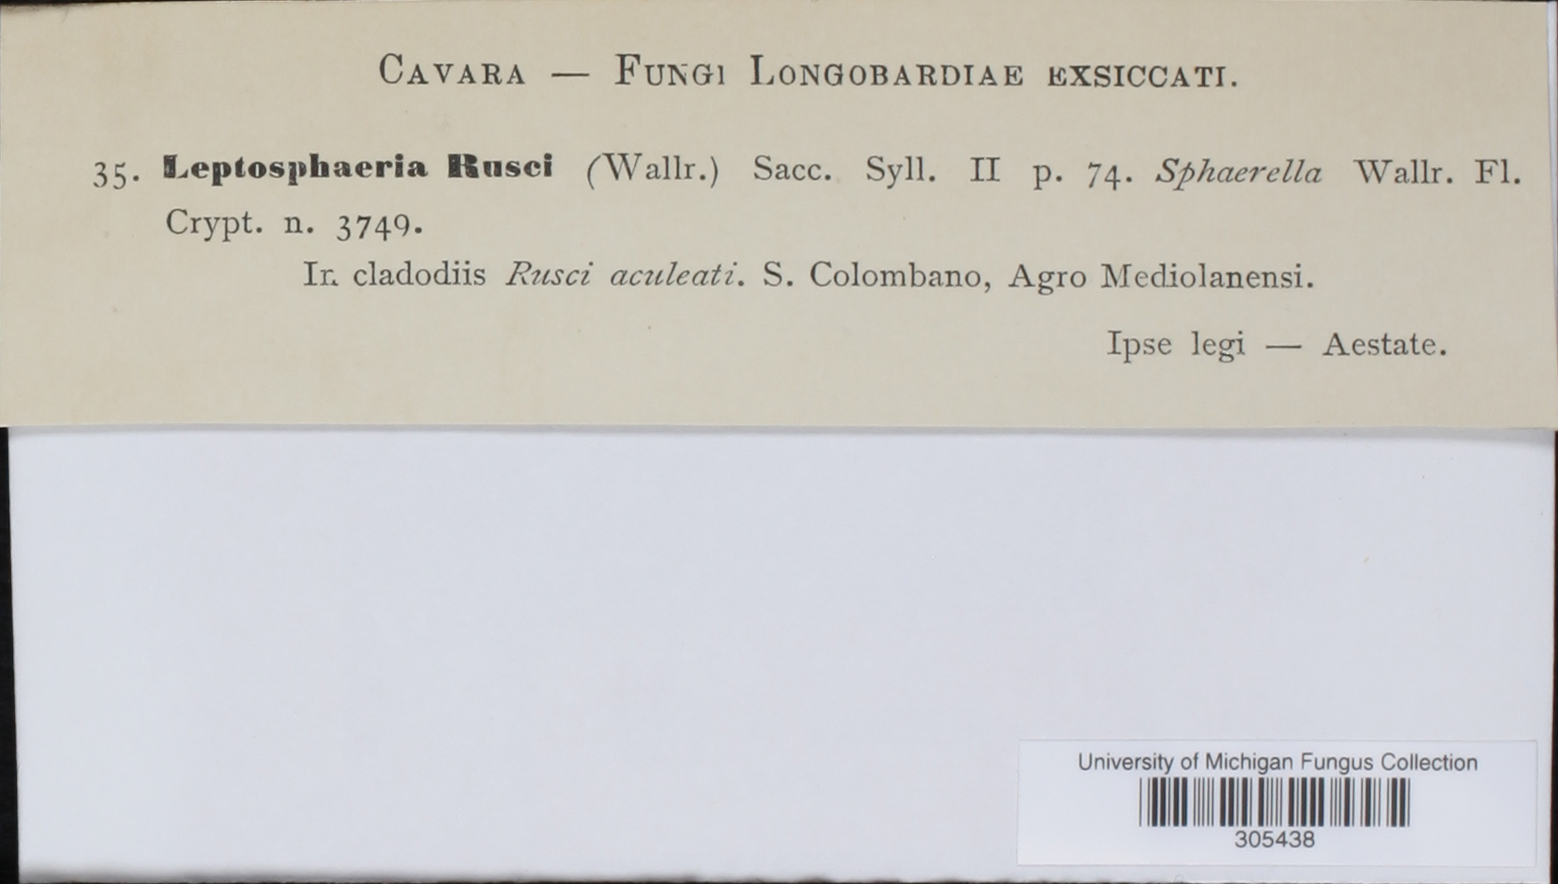 CAVARA — FUNGI LONGOBARDIAE EXSICCATI.
35. Leptosphaeria Rusci (Wallr.) Sacc. Syll. II p. 74. Sphaerella Wallr. Fl.
Crypt. n. 3749.
In cladodiis Rusci aculeati. S. Colombano, Agro Mediolanensi.
Ipse legi — Aestate.
University of Michigan Fungus Collection
305438